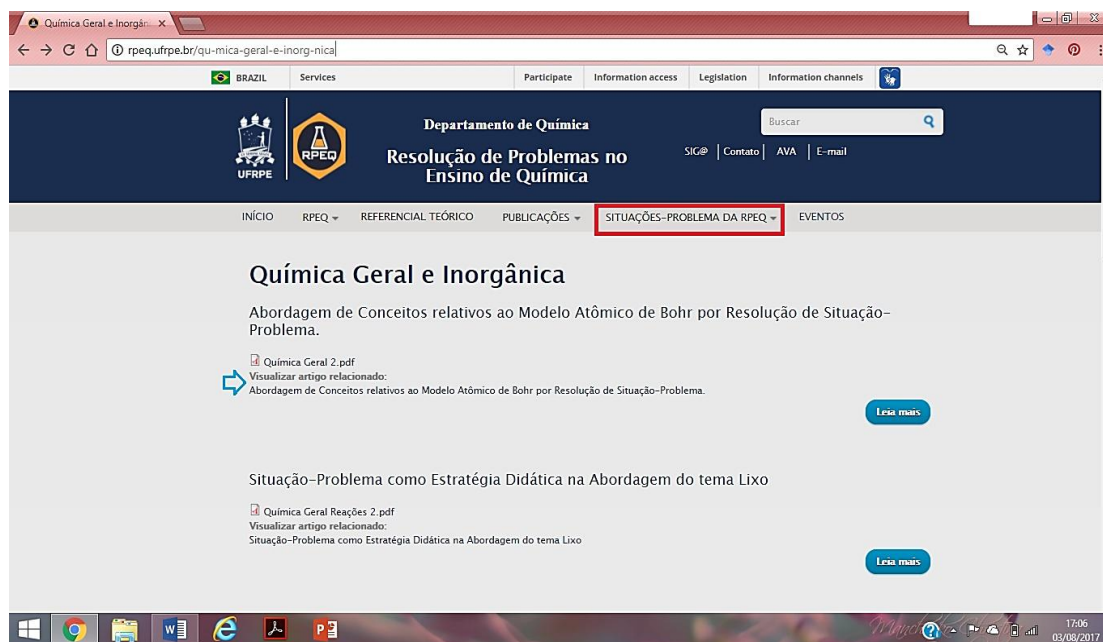 Química Geral e Inorgân
rpeq.ufrpe.br/qu-mica-geral-e-inorg-nica
BRAZIL Services Participate Information access Legislation Information channels
UFRPE
RPEQ
Departamento de Química
Resolução de Problemas no
Ensino de Química
Buscar
SIG@ | Contato | AVA | E-mail
INÍCIO RPEQ REFERENCIAL TEÓRICO PUBLICAÇÕES SITUAÇÕES-PROBLEMA DA RPEQ EVENTOS
Química Geral e Inorgânica
Abordagem de Conceitos relativos ao Modelo Atômico de Bohr por Resolução de Situação-
Problema.
Química Geral 2.pdf
Visualizar artigo relacionado:
Abordagem de Conceitos relativos ao Modelo Atômico de Bohr por Resolução de Situação-Problema.
Leia mais
Situação-Problema como Estratégia Didática na Abordagem do tema Lixo
Química Geral Reações 2.pdf
Visualizar artigo relacionado:
Situação-Problema como Estratégia Didática na Abordagem do tema Lixo
Leia mais
17:06
03/08/2017